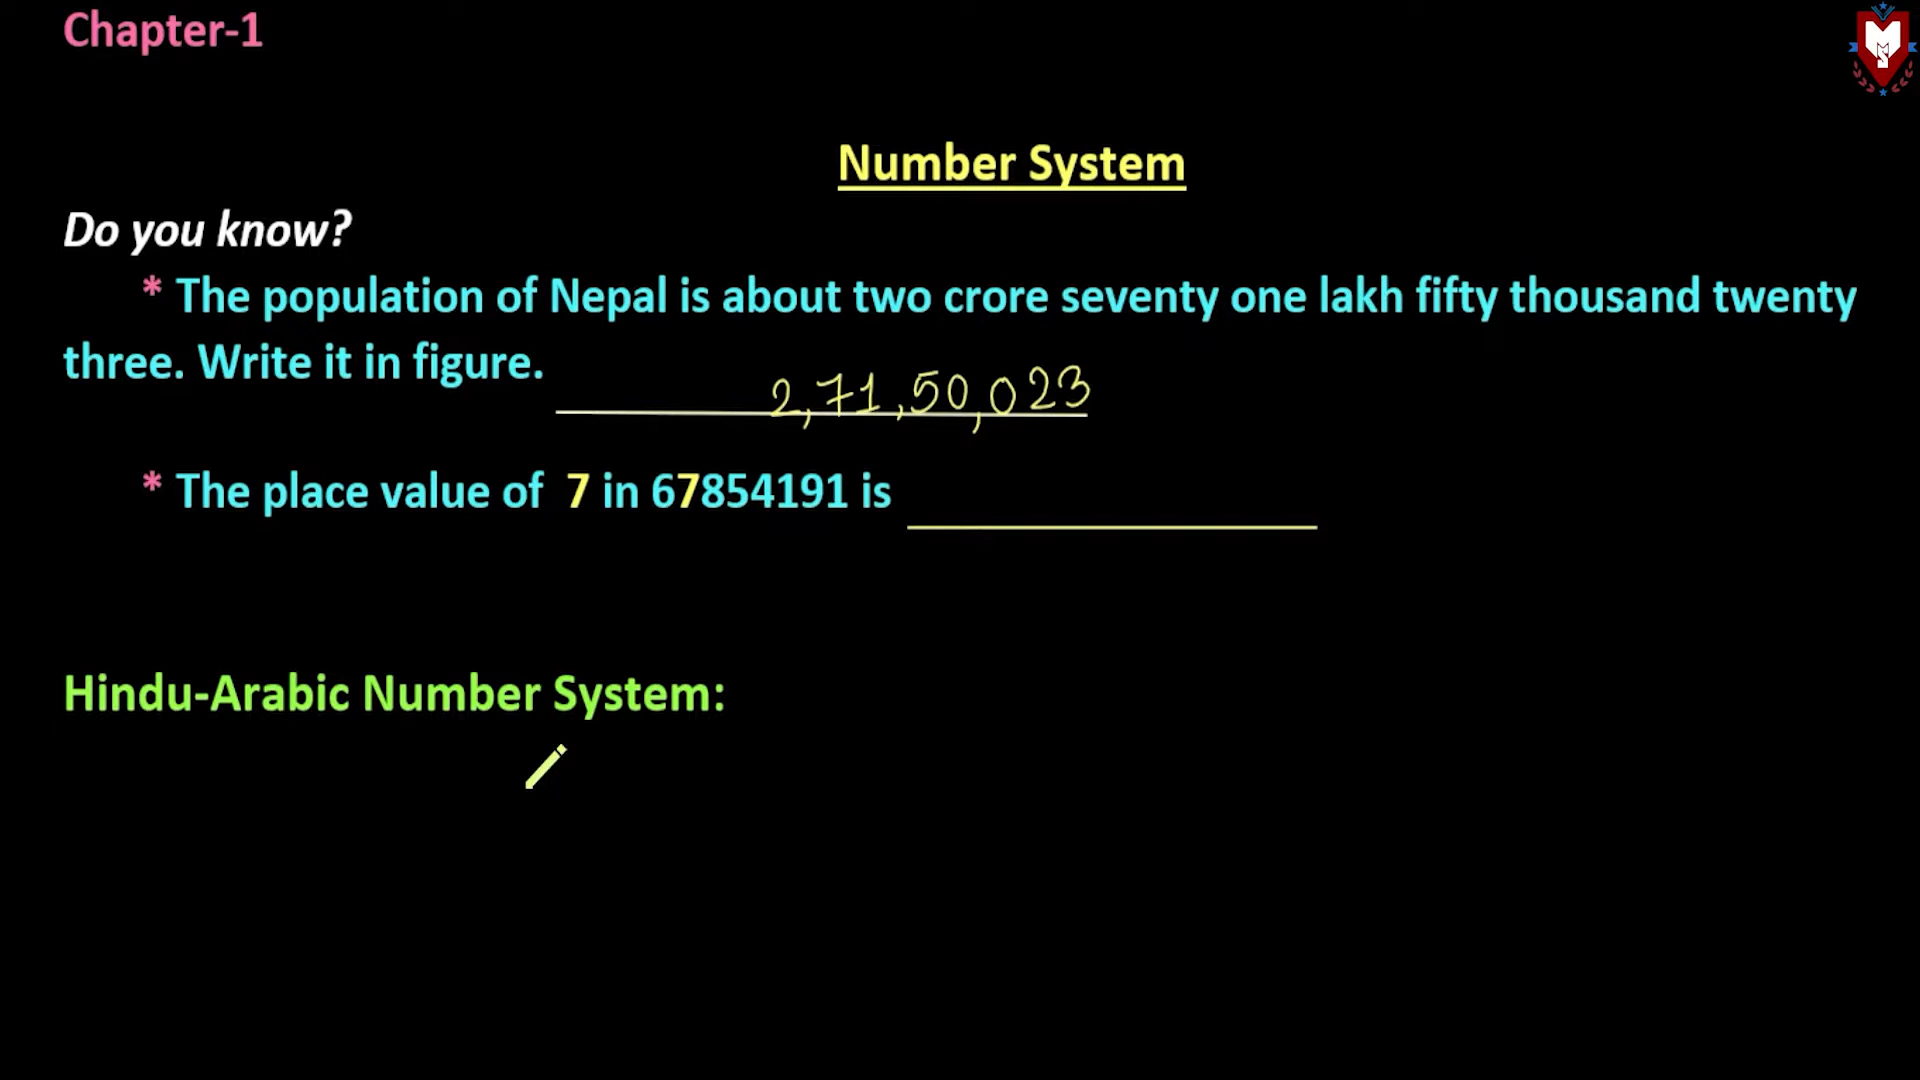 Chapter-1
Number System
Do you know?
* The population of Nepal is about two crore seventy one lakh fifty thousand twenty
three. Write it in figure. 2,71,50,023
* The place value of 7 in 67854191 is
Hindu-Arabic Number System: